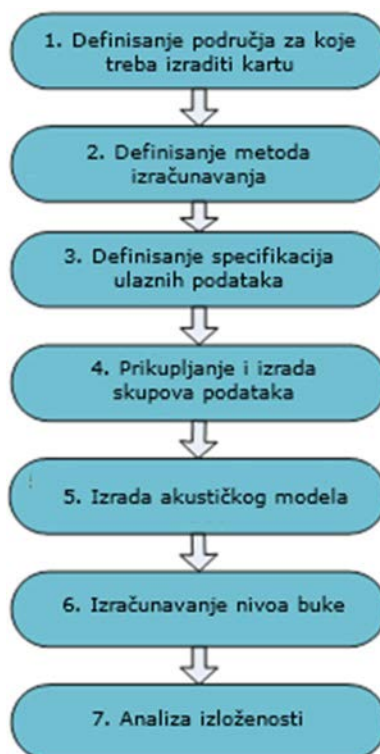 1. Definisanje područja za koje
treba izraditi kartu
2. Definisanje metoda
izračunavanja
3. Definisanje specifikacija
ulaznih podataka
4. Prikupljanje i izrada
skupova podataka
5. Izrada akustičkog modela
6. Izračunavanje nivoa buke
7. Analiza izloženosti